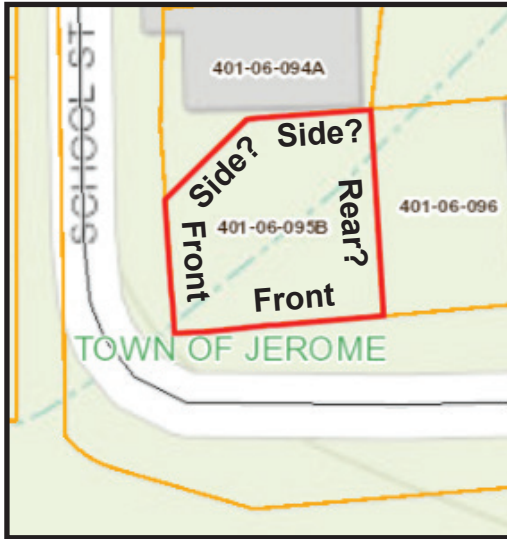 SCHOOL ST
401-06-094A
Side?
Side?
Rear?
401-06-096
401-06-095B
Front
Front
TOWN OF JEROME